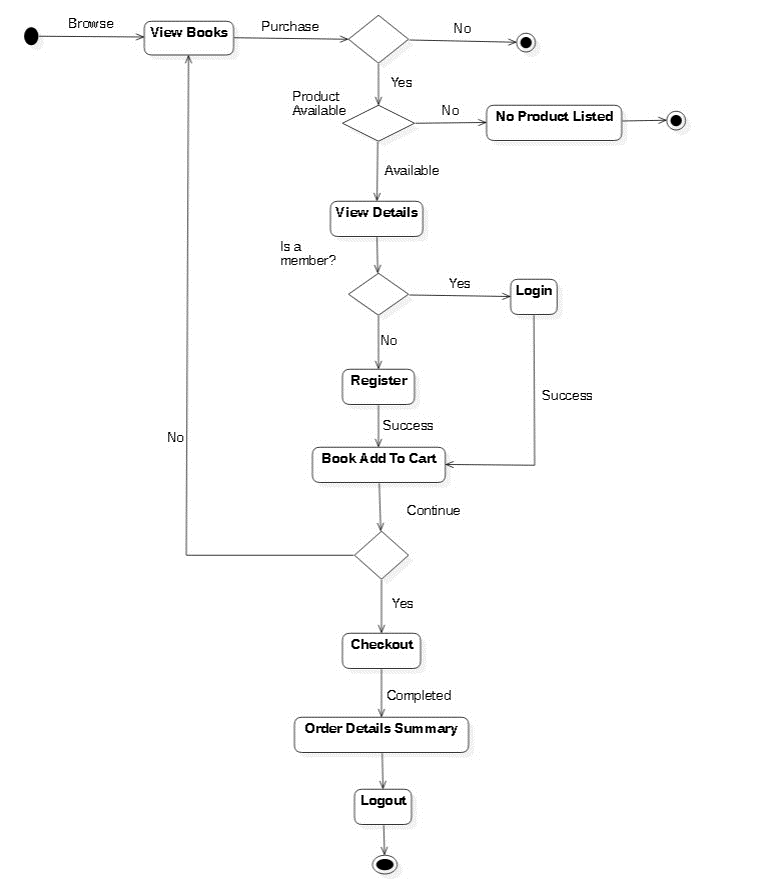 Browse
View Books
Purchase
No
Yes
Product
Available
No
No Product Listed
Available
View Details
Is a
member?
Yes
Login
No
Register
Success
Success
No
Book Add To Cart
Continue
Yes
Checkout
Completed
Order Details Summary
Logout